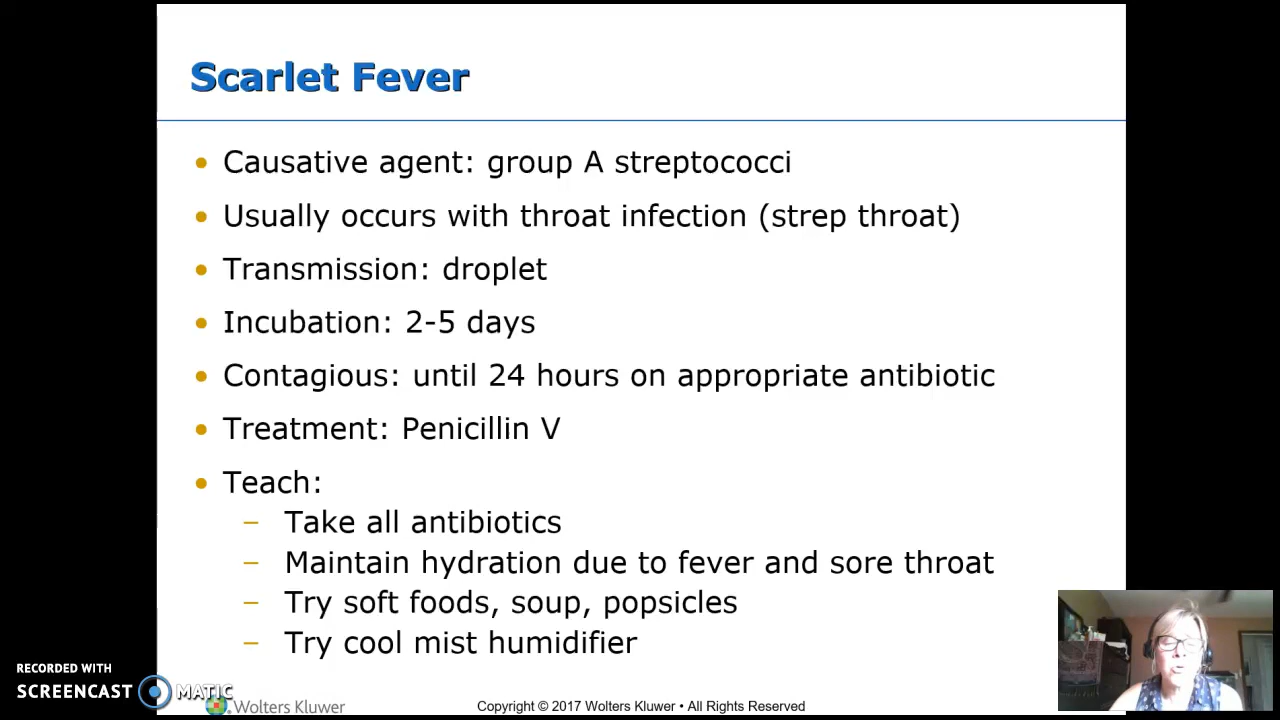 Scarlet Fever
• Causative agent: group A streptococci
• Usually occurs with throat infection (strep throat)
• Transmission: droplet
• Incubation: 2-5 days
• Contagious: until 24 hours on appropriate antibiotic
• Treatment: Penicillin V
• Teach:
– Take all antibiotics
– Maintain hydration due to fever and sore throat
– Try soft foods, soup, popsicles
– Try cool mist humidifier
RECORDED WITH
SCREENCAST MATIC
Wolters Kluwer
Copyright © 2017 Wolters Kluwer • All Rights Reserved